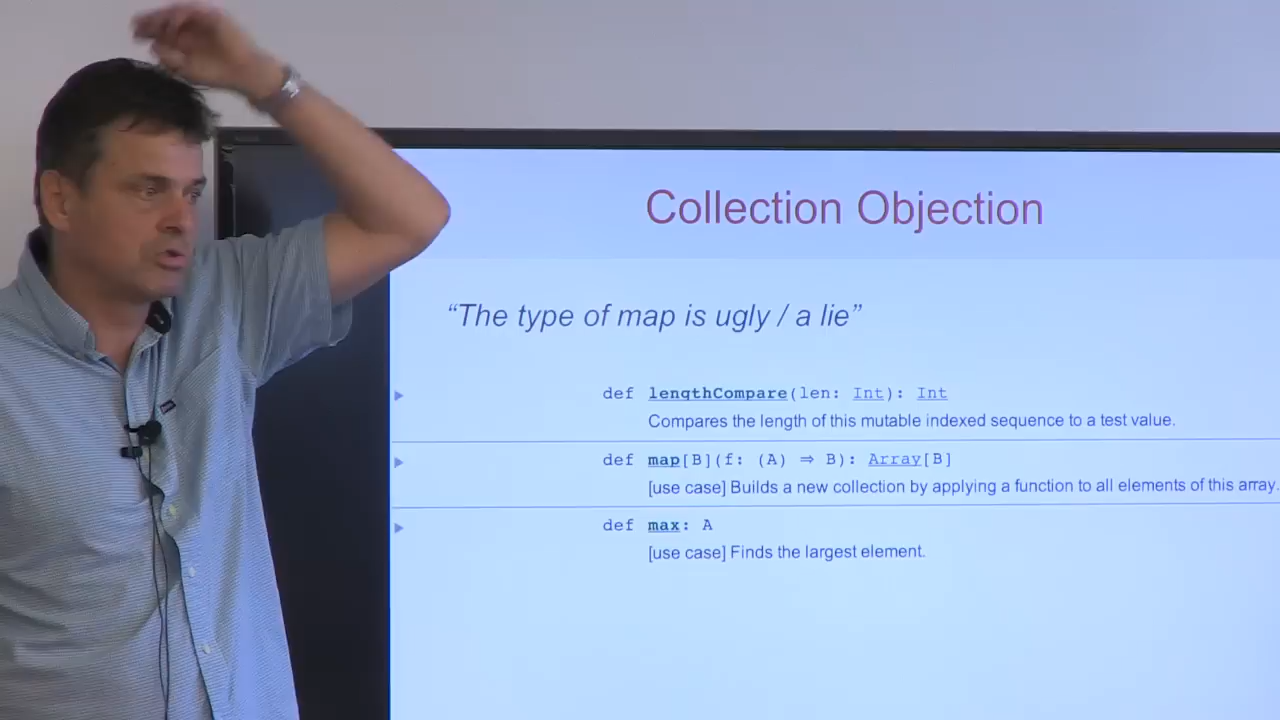 Collection Objection
“The type of map is ugly / a lie”
def lengthCompare(len: Int): Int
Compares the length of this mutable indexed sequence to a test value.
def map[B](f: (A) ⇒ B): Array[B]
[use case] Builds a new collection by applying a function to all elements of this array.
def max: A
[use case] Finds the largest element.